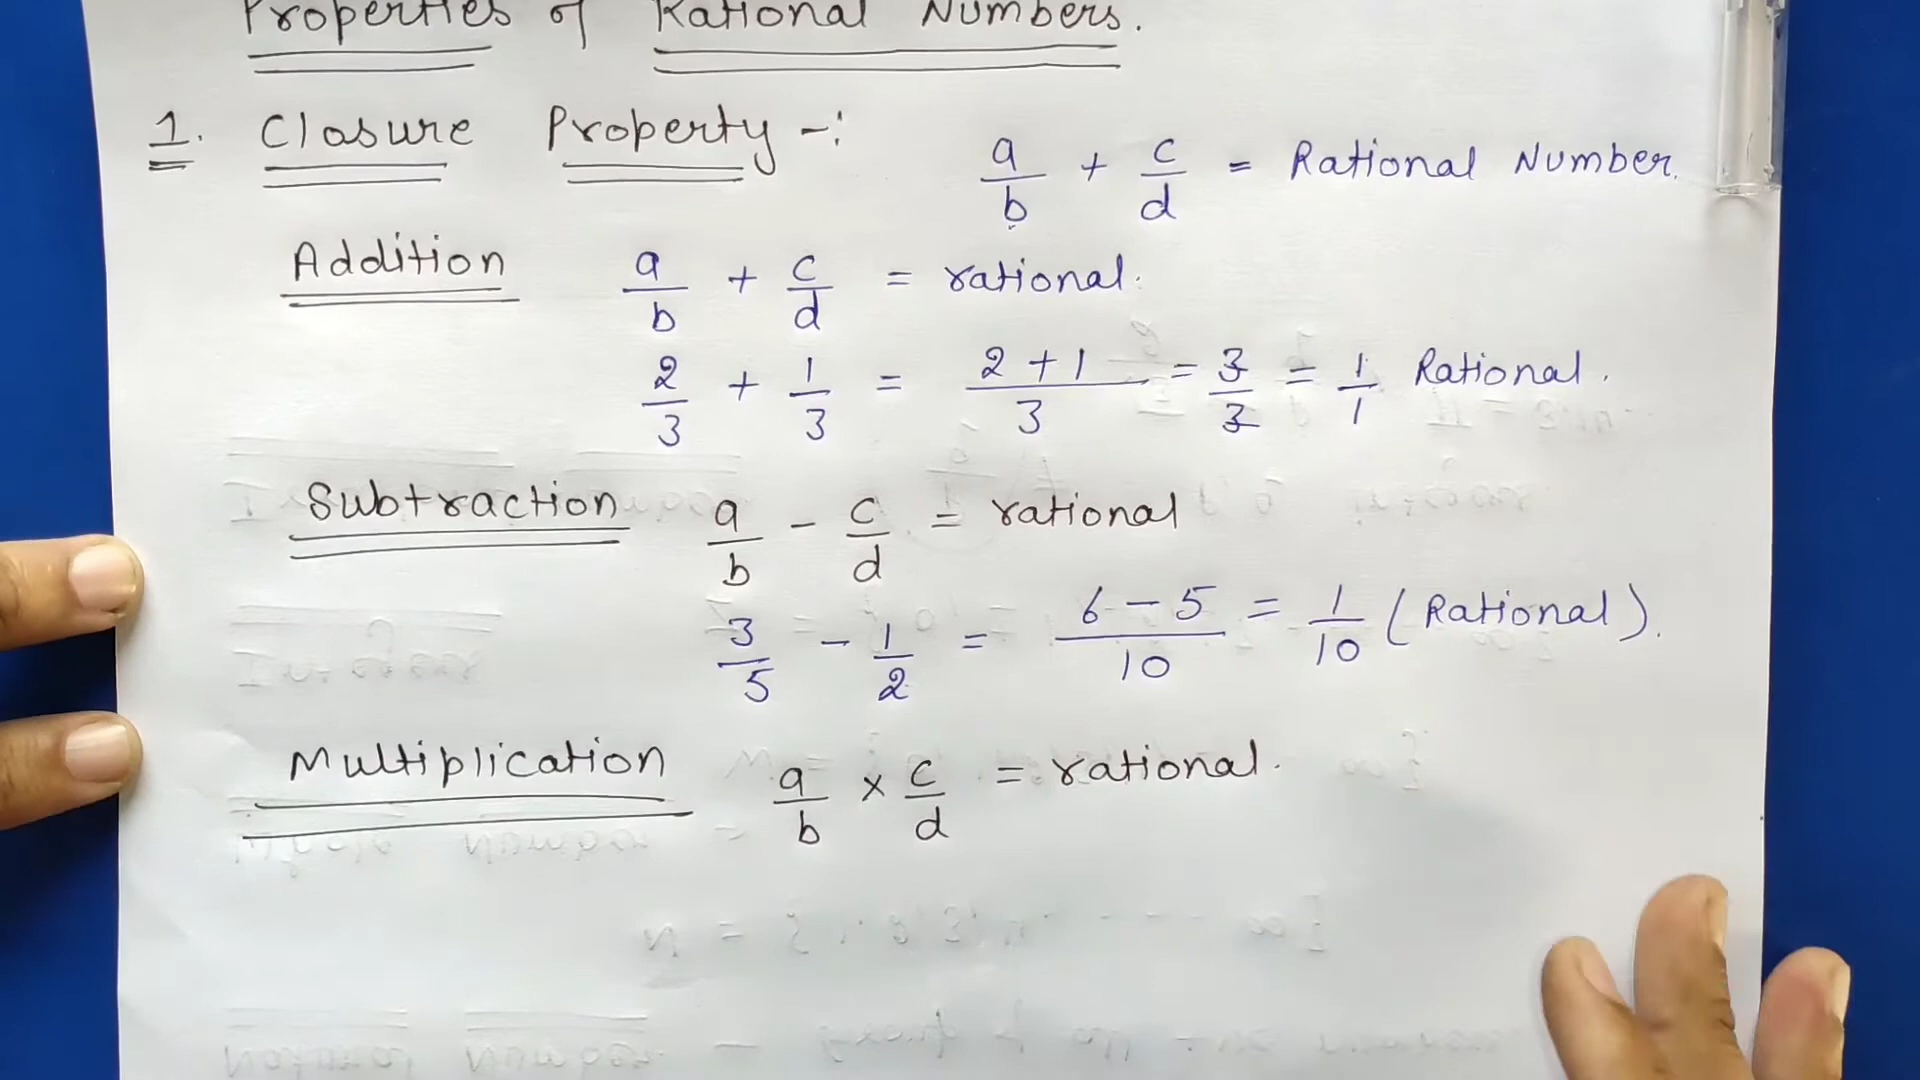 Properties of Rational Numbers.
1. Closure Property -:
a/b + c/d = Rational Number.
Addition a/b + c/d = rational.
2/3 + 1/3 = 2+1/3 = 3/3 = 1/1 Rational.
Subtraction a/b - c/d = rational
3/5 - 1/2 = 6-5/10 = 1/10 (Rational).
Multiplication a/b × c/d = rational.